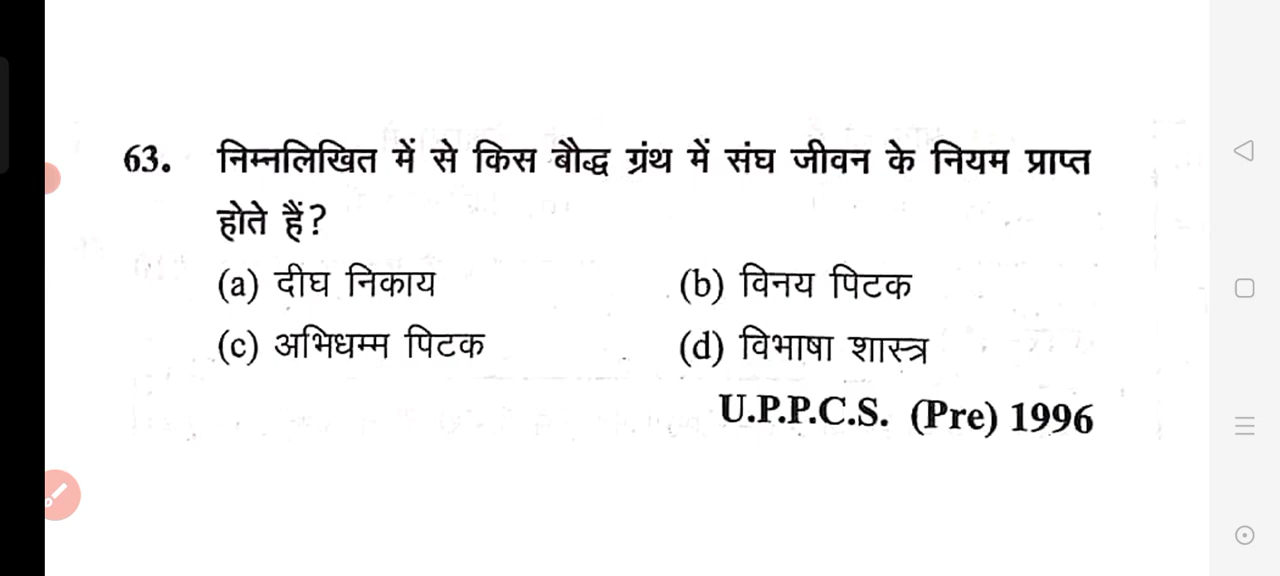 63. निम्नलिखित में से किस बौद्ध ग्रंथ में संघ जीवन के नियम प्राप्त
होते हैं?
(a) दीघ निकाय (b) विनय पिटक
(c) अभिधम्म पिटक (d) विभाषा शास्त्र
U.P.P.C.S. (Pre) 1996